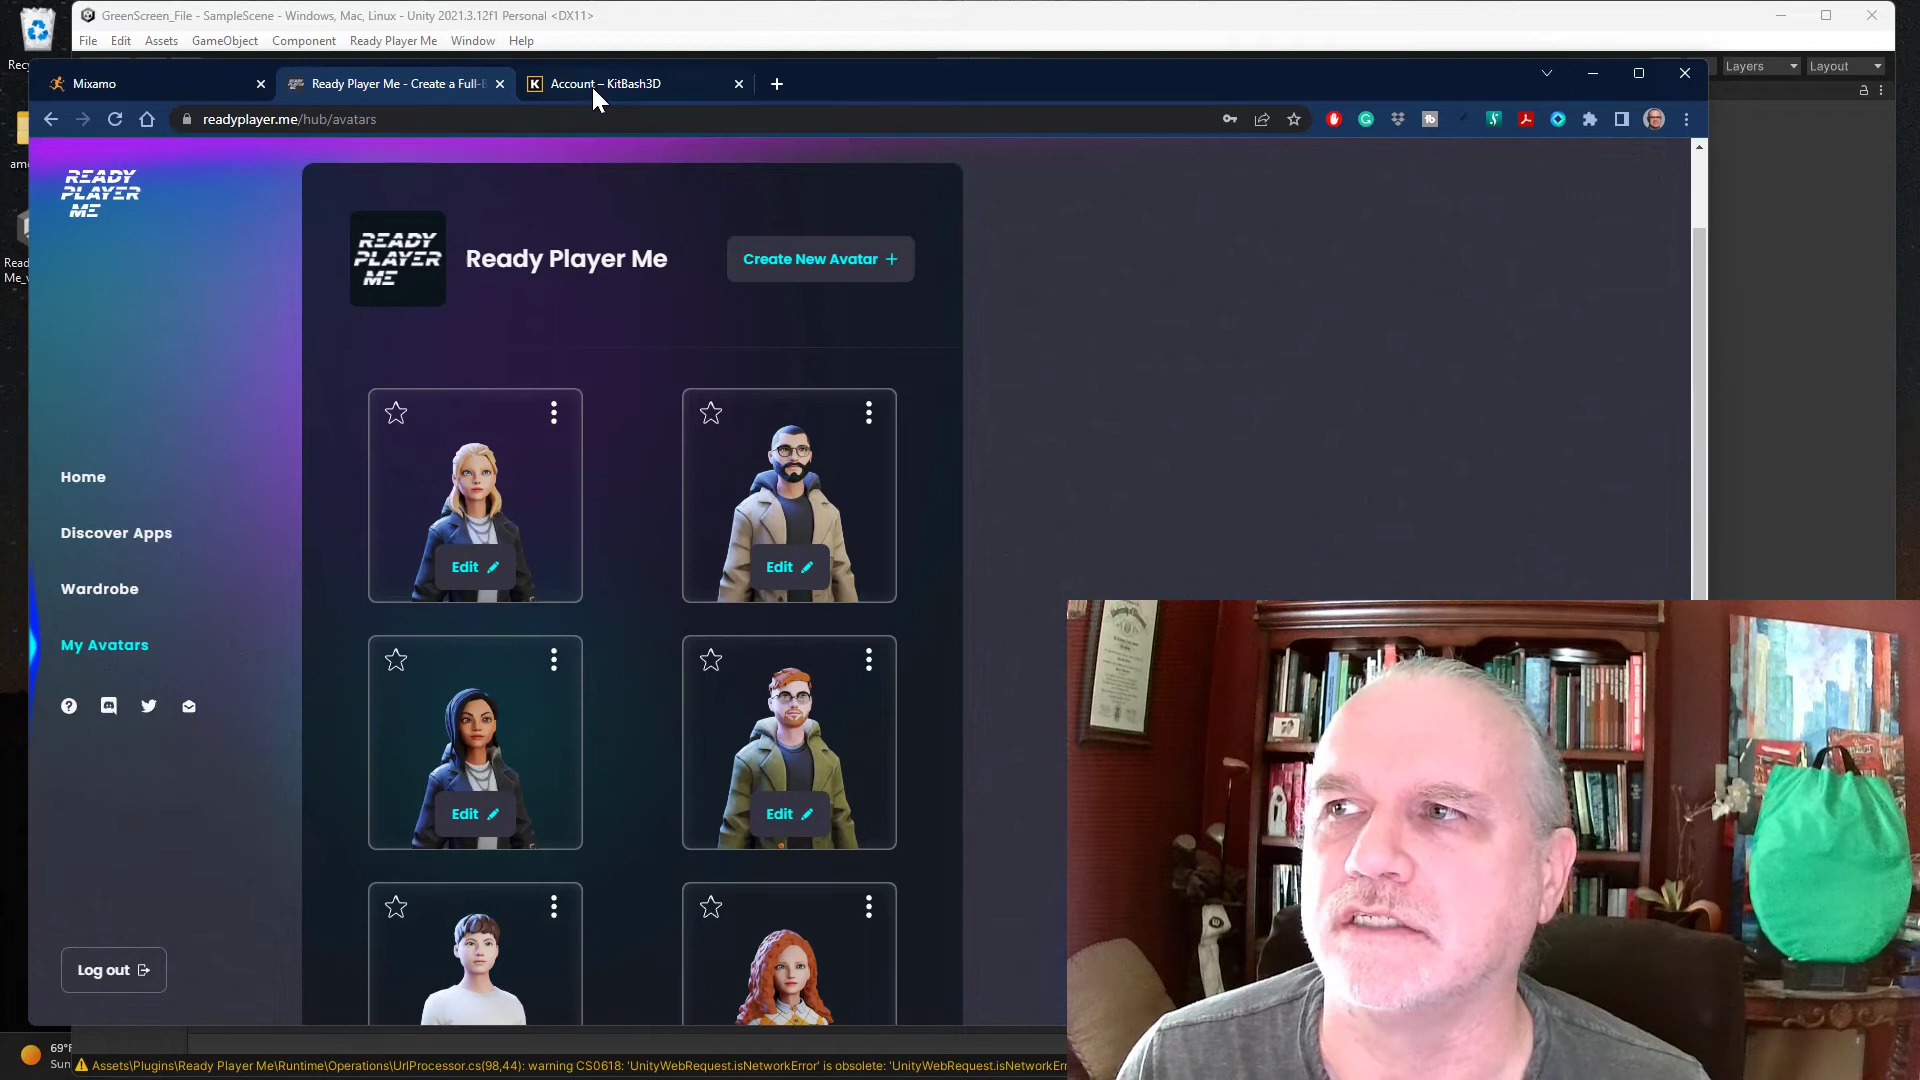 GreenScreen_File - SampleScene - Windows, Mac, Linux - Unity 2021.3.12f1 Personal <DX11>
File Edit Assets GameObject Component Ready Player Me Window Help
Layers Layout
Mixamo
Ready Player Me - Create a Full-
Account – KitBash3D
readyplayer.me/hub/avatars
READY
PLAYER
ME
READY
PLAYER
ME
Ready Player Me
Create New Avatar +
Home
Discover Apps
Wardrobe
My Avatars
Edit
Edit
Edit
Edit
Log out
69°F
Sun
Assets\Plugins\Ready Player Me\Runtime\Operations\UrlProcessor.cs(98,44): warning CS0618: 'UnityWebRequest.isNetworkError' is obsolete: 'UnityWebRequest.isNetworkErr